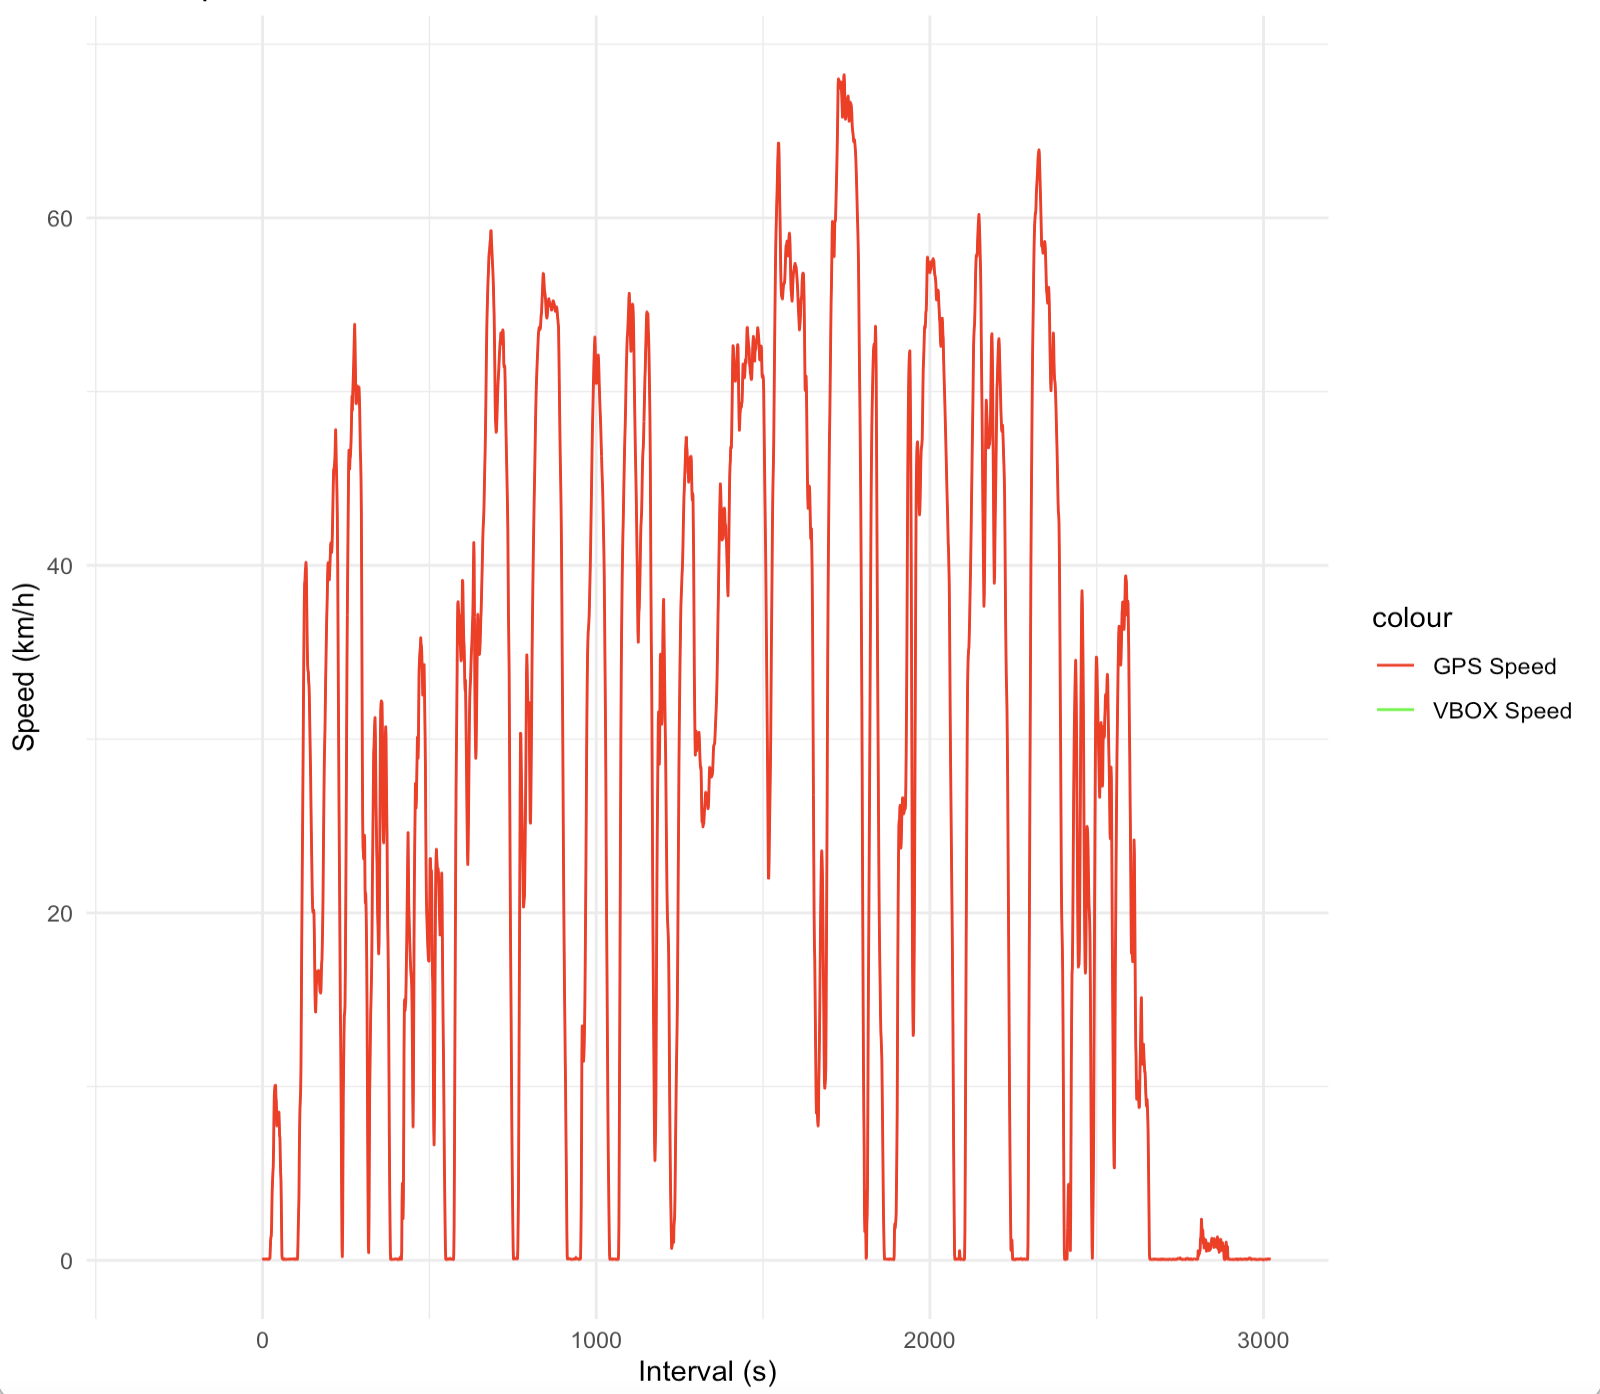 60
40
20
0
Speed (km/h)
0 1000 2000 3000
Interval (s)
colour
GPS Speed
VBOX Speed